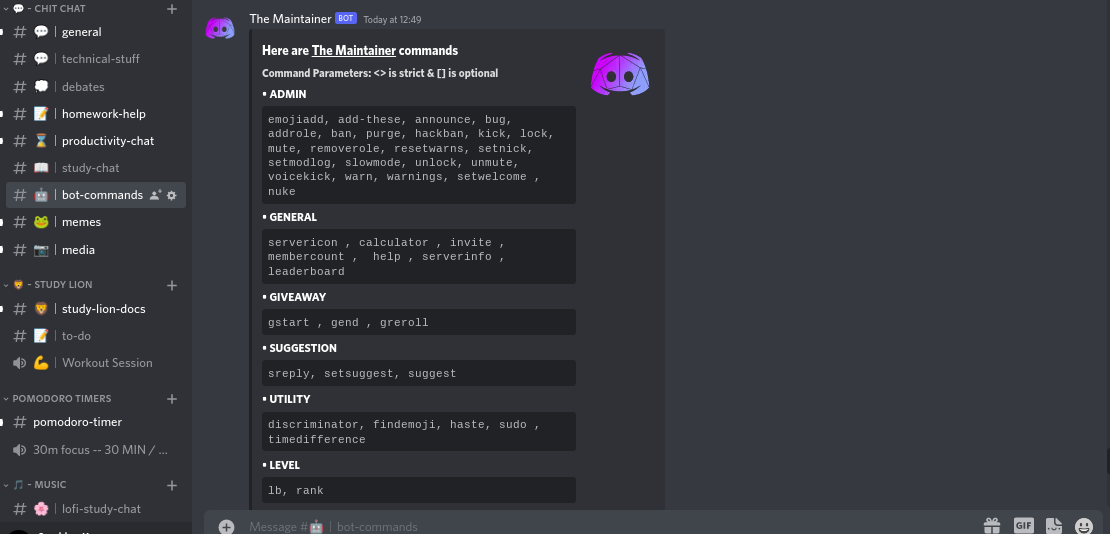 💬 - CHIT CHAT
# 💬 | general
# 💬 | technical-stuff
# 💭 | debates
# 📝 | homework-help
# ⏳ | productivity-chat
# 📖 | study-chat
# 🤖 | bot-commands
# 🐸 | memes
# 📷 | media
🦁 - STUDY LION
# 🦁 | study-lion-docs
# 📝 | to-do
💪 | Workout Session
POMODORO TIMERS
# pomodoro-timer
30m focus -- 30 MIN / ...
🎵 - MUSIC
# 🌸 | lofi-study-chat
The Maintainer BOT Today at 12:49
Here are The Maintainer commands
Command Parameters: <> is strict & [] is optional
• ADMIN
emojiadd, add-these, announce, bug,
addrole, ban, purge, hackban, kick, lock,
mute, removerole, resetwarns, setnick,
setmodlog, slowmode, unlock, unmute,
voicekick, warn, warnings, setwelcome ,
nuke
• GENERAL
servericon , calculator , invite ,
membercount ,  help , serverinfo ,
leaderboard
• GIVEAWAY
gstart , gend , greroll
• SUGGESTION
sreply, setsuggest, suggest
• UTILITY
discriminator, findemoji, haste, sudo ,
timedifference
• LEVEL
lb, rank
Message #🤖 | bot-commands
GIF